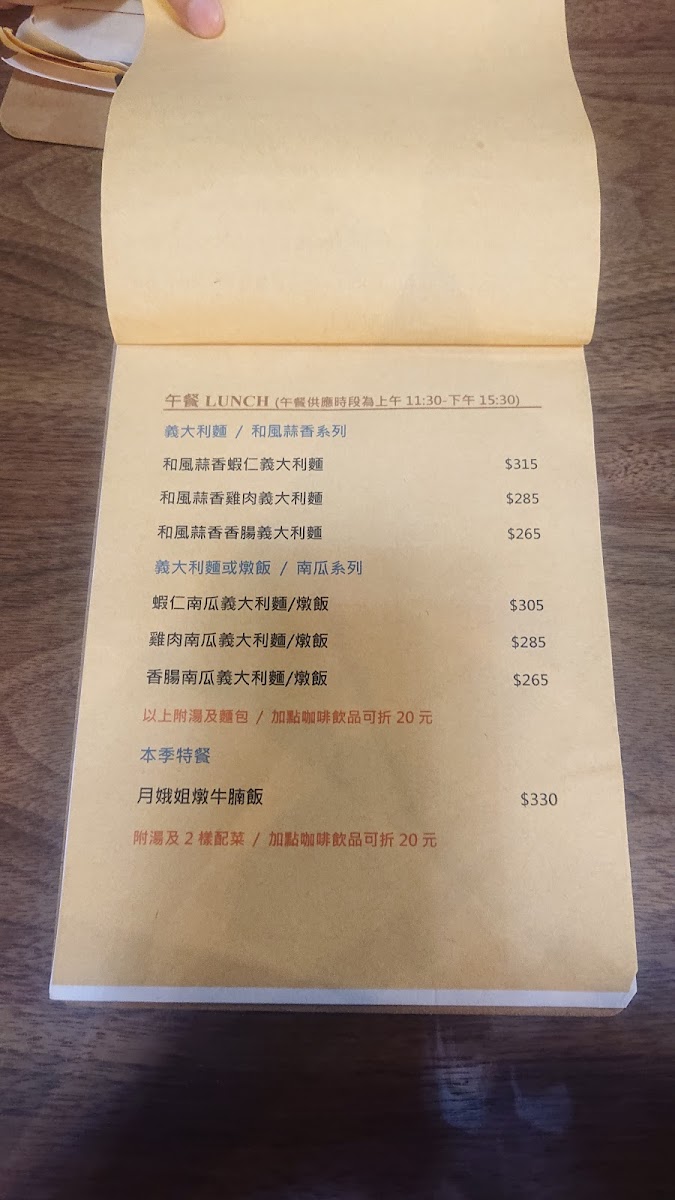 午餐 LUNCH (午餐供應時段為上午 11:30-下午 15:30)
義大利麵 / 和風蒜香系列
和風蒜香蝦仁義大利麵 $315
和風蒜香雞肉義大利麵 $285
和風蒜香香腸義大利麵 $265
義大利麵或燉飯 / 南瓜系列
蝦仁南瓜義大利麵/燉飯 $305
雞肉南瓜義大利麵/燉飯 $285
香腸南瓜義大利麵/燉飯 $265
以上附湯及麵包 / 加點咖啡飲品可折 20 元
本季特餐
月娥姐燉牛腩飯 $330
附湯及 2 樣配菜 / 加點咖啡飲品可折 20 元